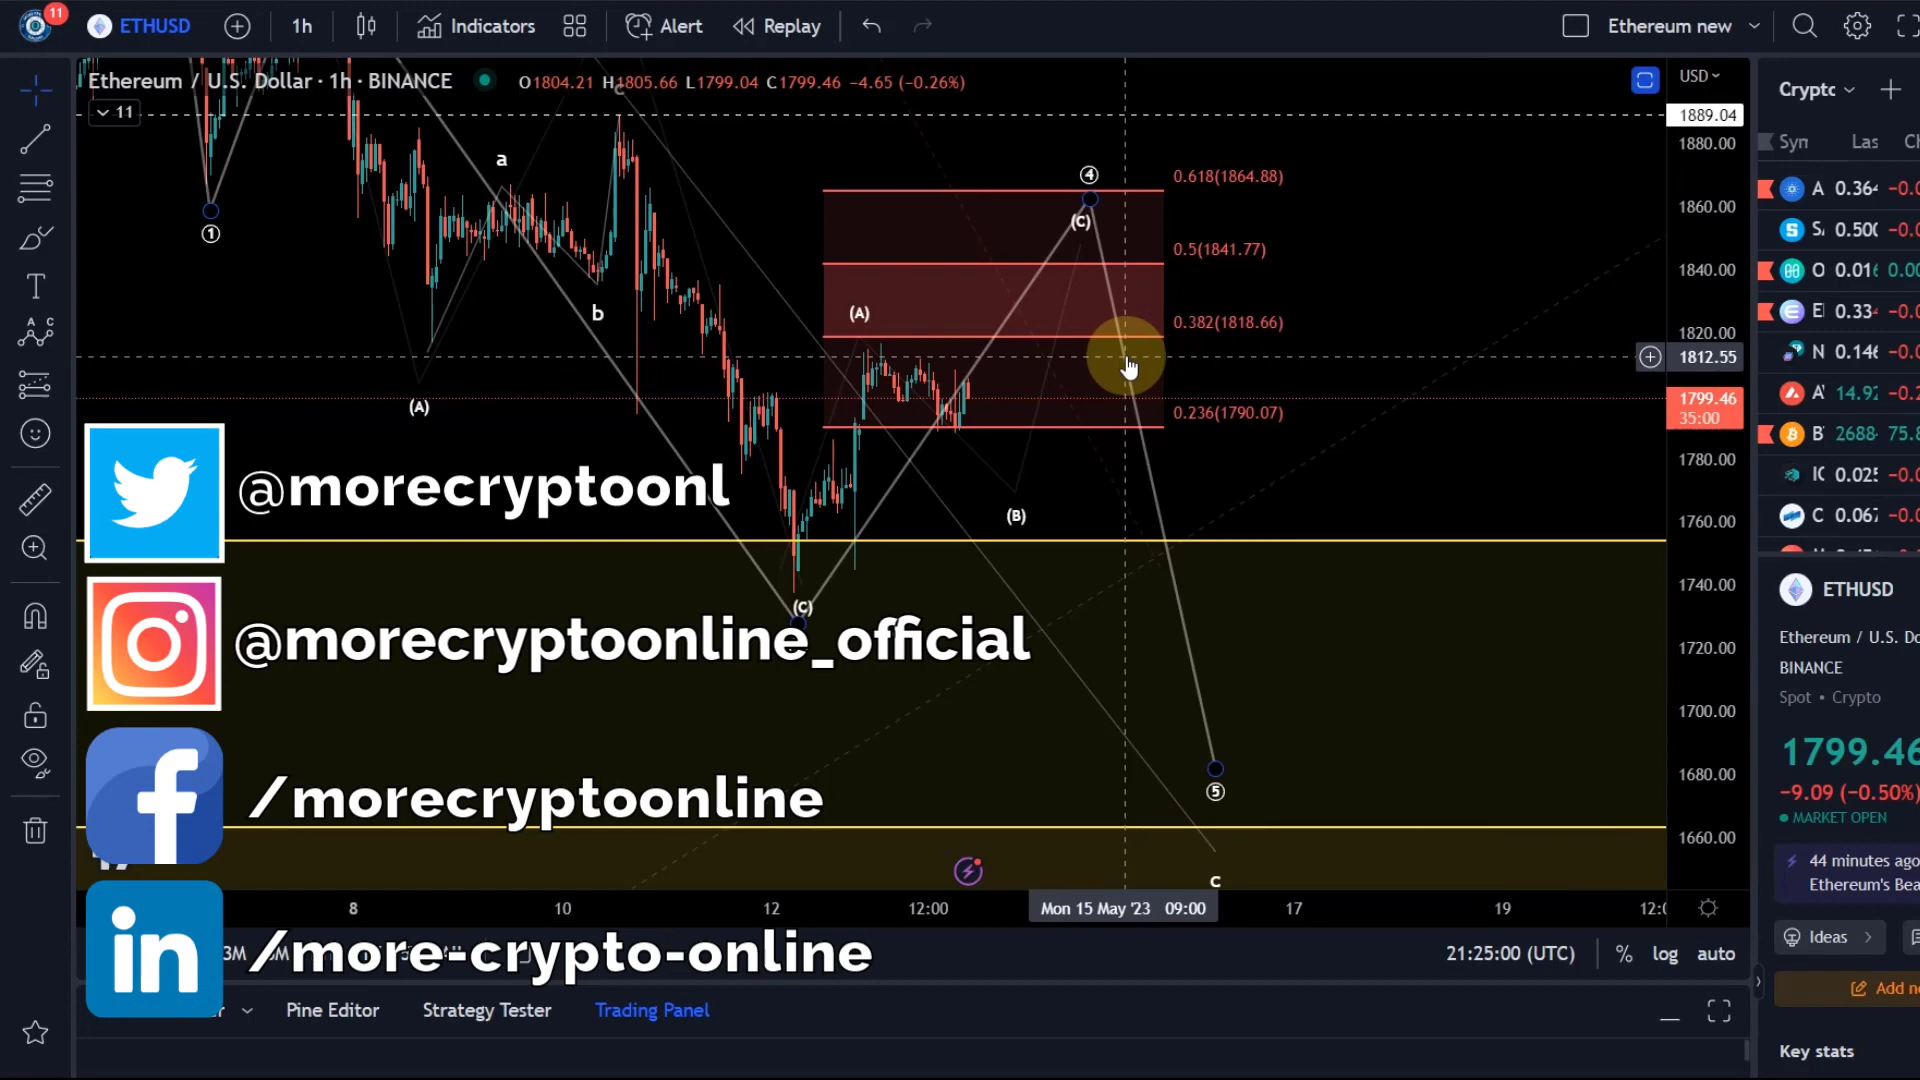 11
ETHUSD
1h
Indicators
Alert
Replay
Ethereum new
Ethereum / U.S. Dollar · 1h · BINANCE
O1804.21 H1805.66 L1799.04 C1799.46 −4.65 (−0.26%)
11
USD
1889.04
1880.00
1860.00
1840.00
1820.00
1812.55
1799.46
35:00
1780.00
1760.00
1740.00
1720.00
1700.00
1680.00
1660.00
c
a
b
①
(A)
(C)
(A)
(B)
④
(C)
⑤
C
0.618(1864.88)
0.5(1841.77)
0.382(1818.66)
0.236(1790.07)
@morecryptoonl
@morecryptoonline_official
f
/morecryptoonline
in
/more-crypto-online
8
10
12
12:00
Mon 15 May '23 09:00
17
19
3M
21:25:00 (UTC)
%
log
auto
Pine Editor
Strategy Tester
Trading Panel
ETHUSD
Ethereum / U.S. Do
BINANCE
Spot • Crypto
1799.46
−9.09 (−0.50%)
MARKET OPEN
44 minutes ago
Ethereum's Bea
Ideas
Key stats